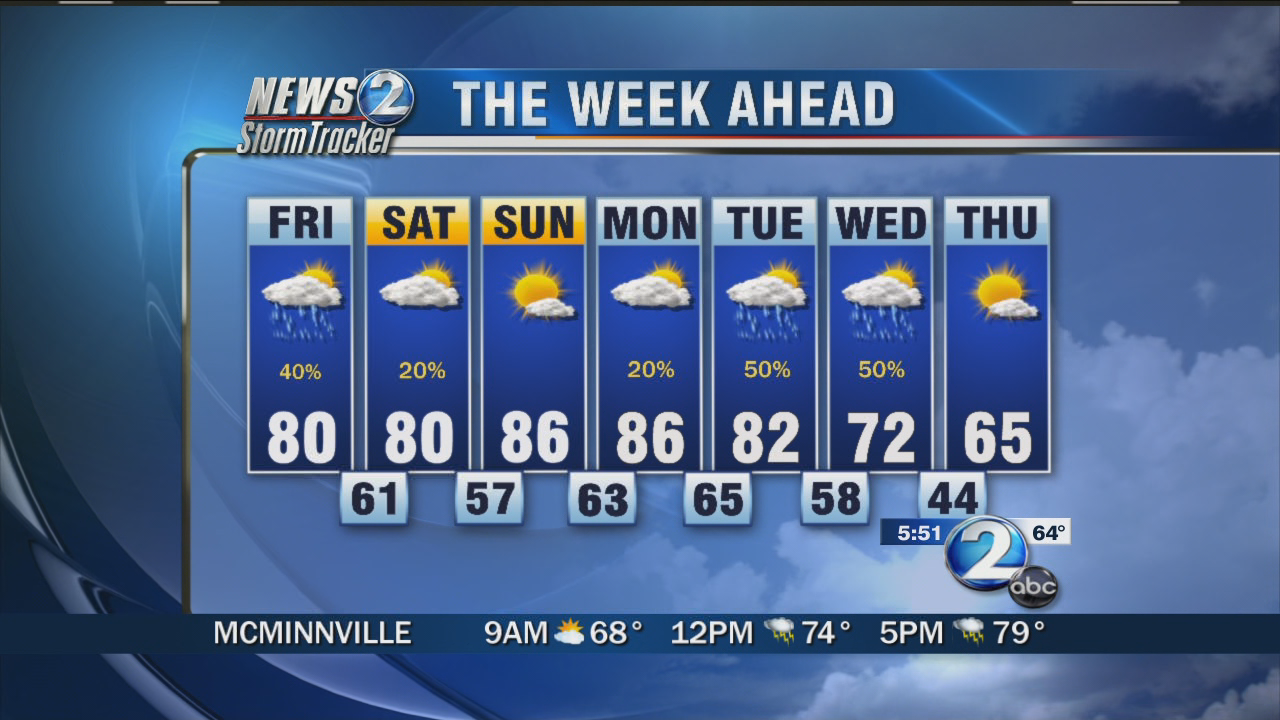 NEWS 2
StormTracker
THE WEEK AHEAD
FRI SAT SUN MON TUE WED THU
40% 20% 20% 50% 50%
80 80 86 86 82 72 65
61 57 63 65 58 44
5:51 2 64°
abc
MCMINNVILLE 9AM 68° 12PM 74° 5PM 79°